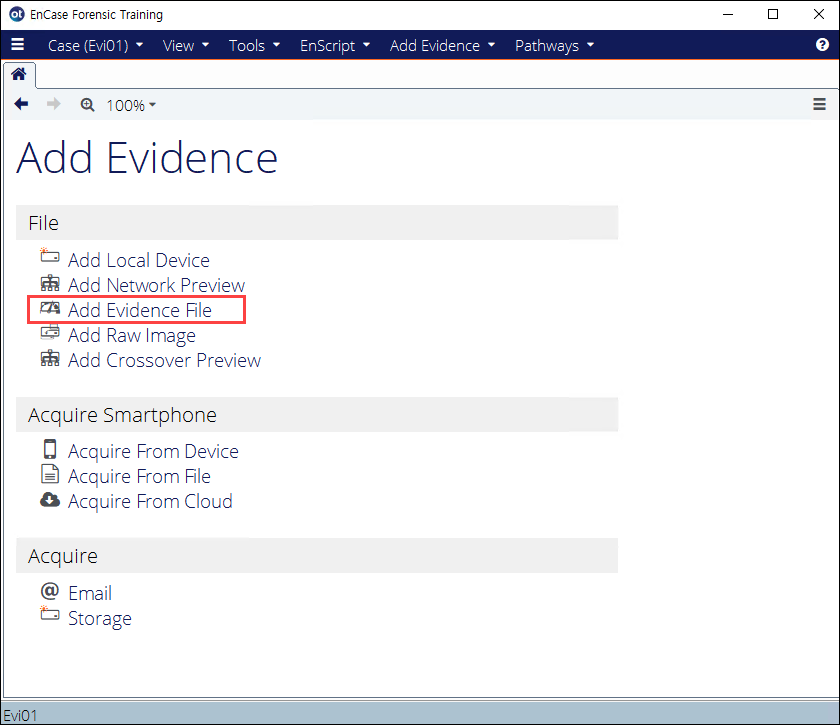 ot EnCase Forensic Training
Case (Evi01) View Tools EnScript Add Evidence Pathways ?
100%
Add Evidence
File
Add Local Device
Add Network Preview
Add Evidence File
Add Raw Image
Add Crossover Preview
Acquire Smartphone
Acquire From Device
Acquire From File
Acquire From Cloud
Acquire
@ Email
Storage
Evi01